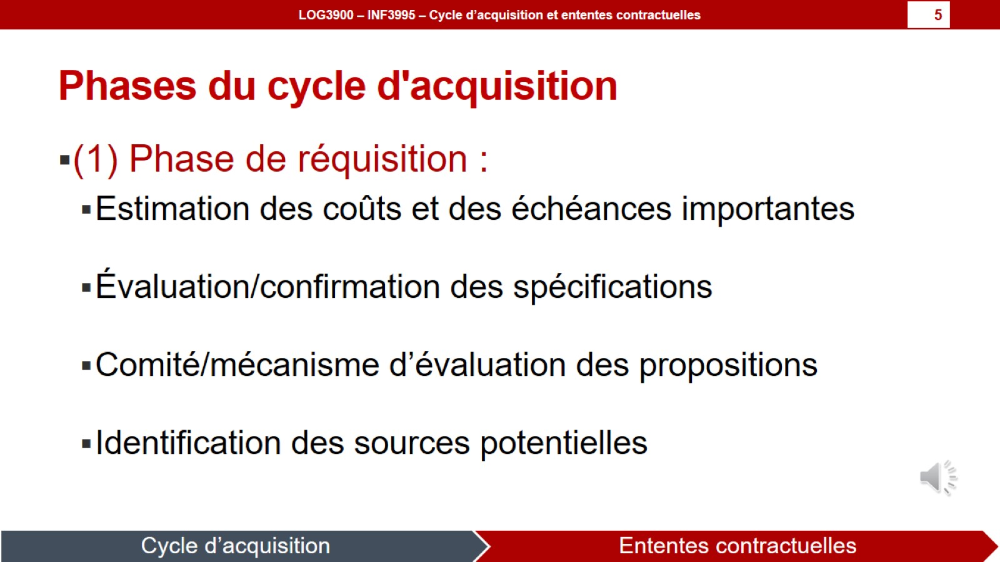 LOG3900 – INF3995 – Cycle d’acquisition et ententes contractuelles
5
Phases du cycle d'acquisition
▪(1) Phase de réquisition :
▪Estimation des coûts et des échéances importantes
▪Évaluation/confirmation des spécifications
▪Comité/mécanisme d’évaluation des propositions
▪Identification des sources potentielles
Cycle d’acquisition
Ententes contractuelles